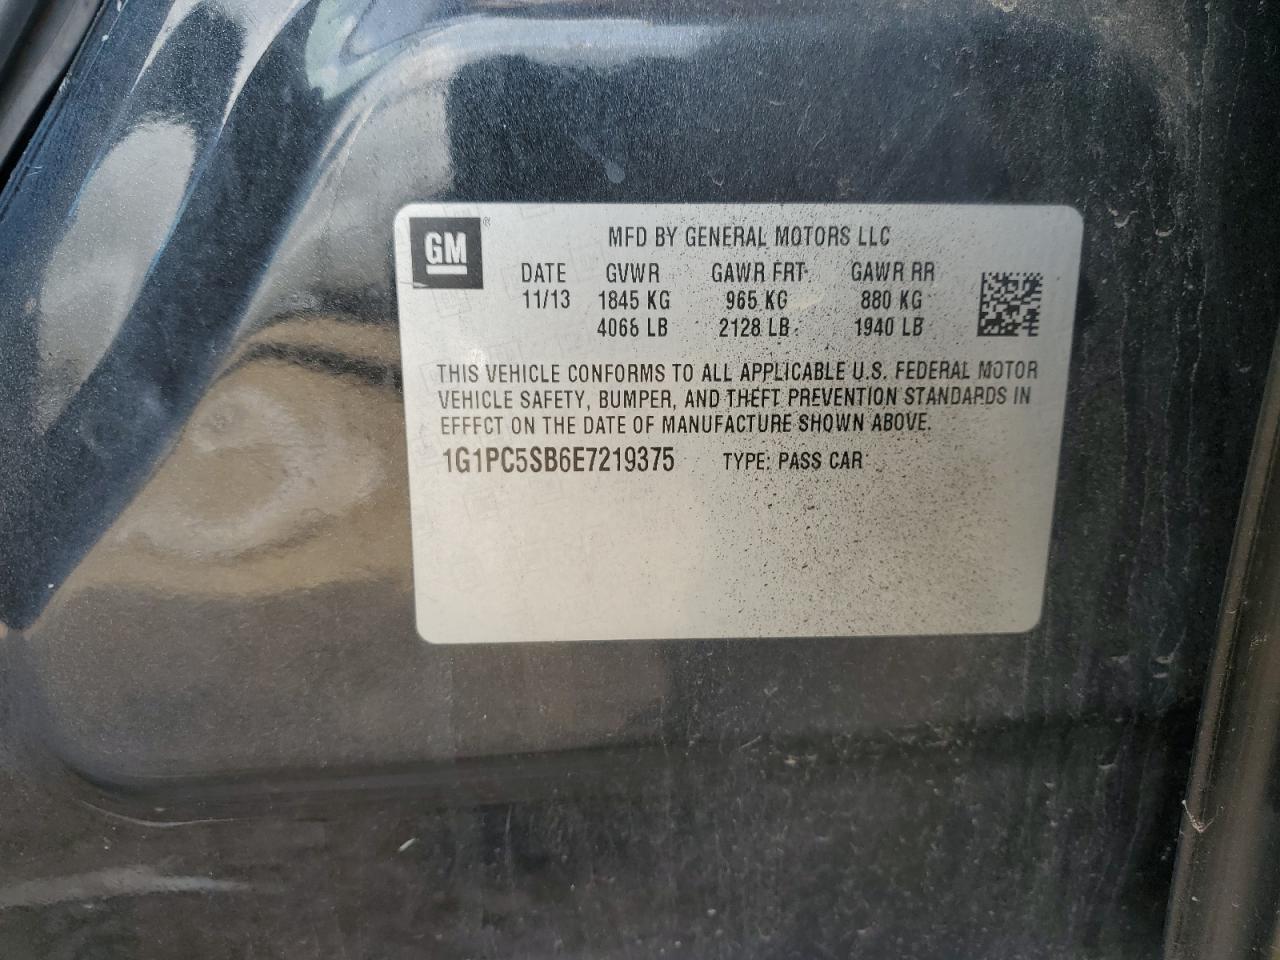 GM®
MFD BY GENERAL MOTORS LLC
DATE GVWR GAWR FRT GAWR RR
11/13 1845 KG 965 KG 880 KG
4066 LB 2128 LB 1940 LB
THIS VEHICLE CONFORMS TO ALL APPLICABLE U.S. FEDERAL MOTOR
VEHICLE SAFETY, BUMPER, AND THEFT PREVENTION STANDARDS IN
EFFECT ON THE DATE OF MANUFACTURE SHOWN ABOVE.
1G1PC5SB6E7219375 TYPE: PASS CAR